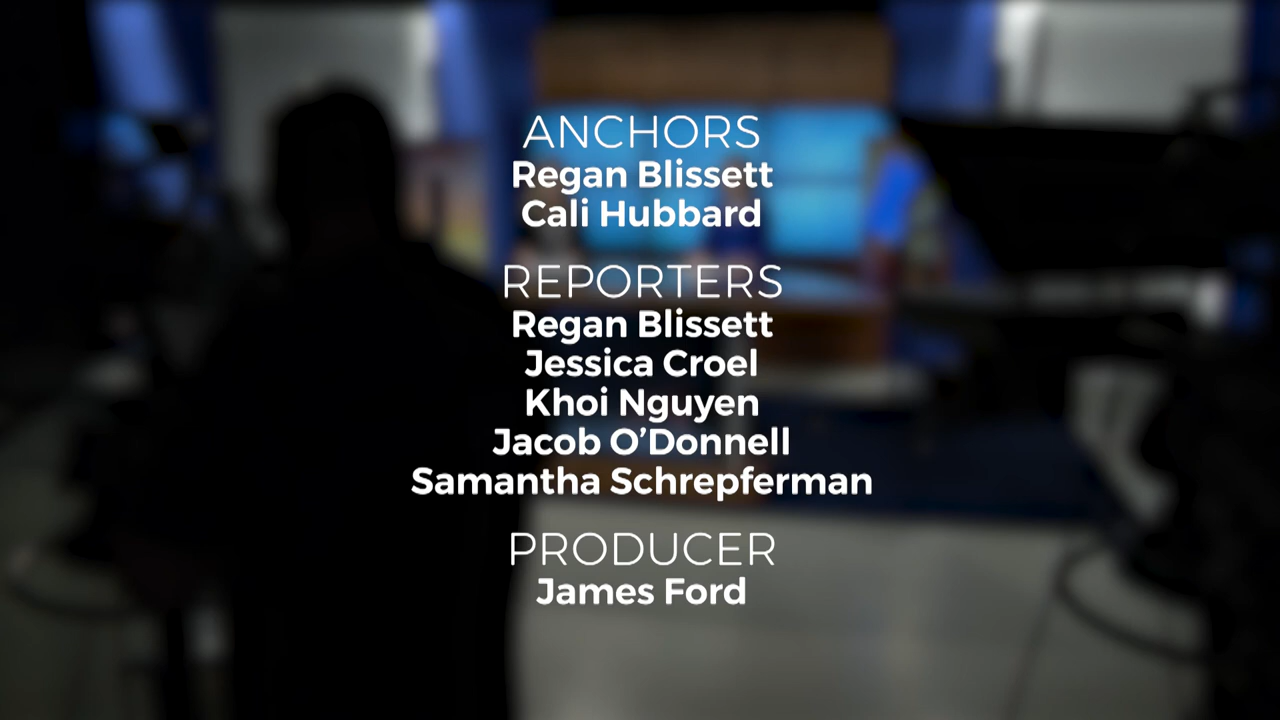 ANCHORS
Regan Blissett
Cali Hubbard
REPORTERS
Regan Blissett
Jessica Croel
Khoi Nguyen
Jacob O’Donnell
Samantha Schrepferman
PRODUCER
James Ford